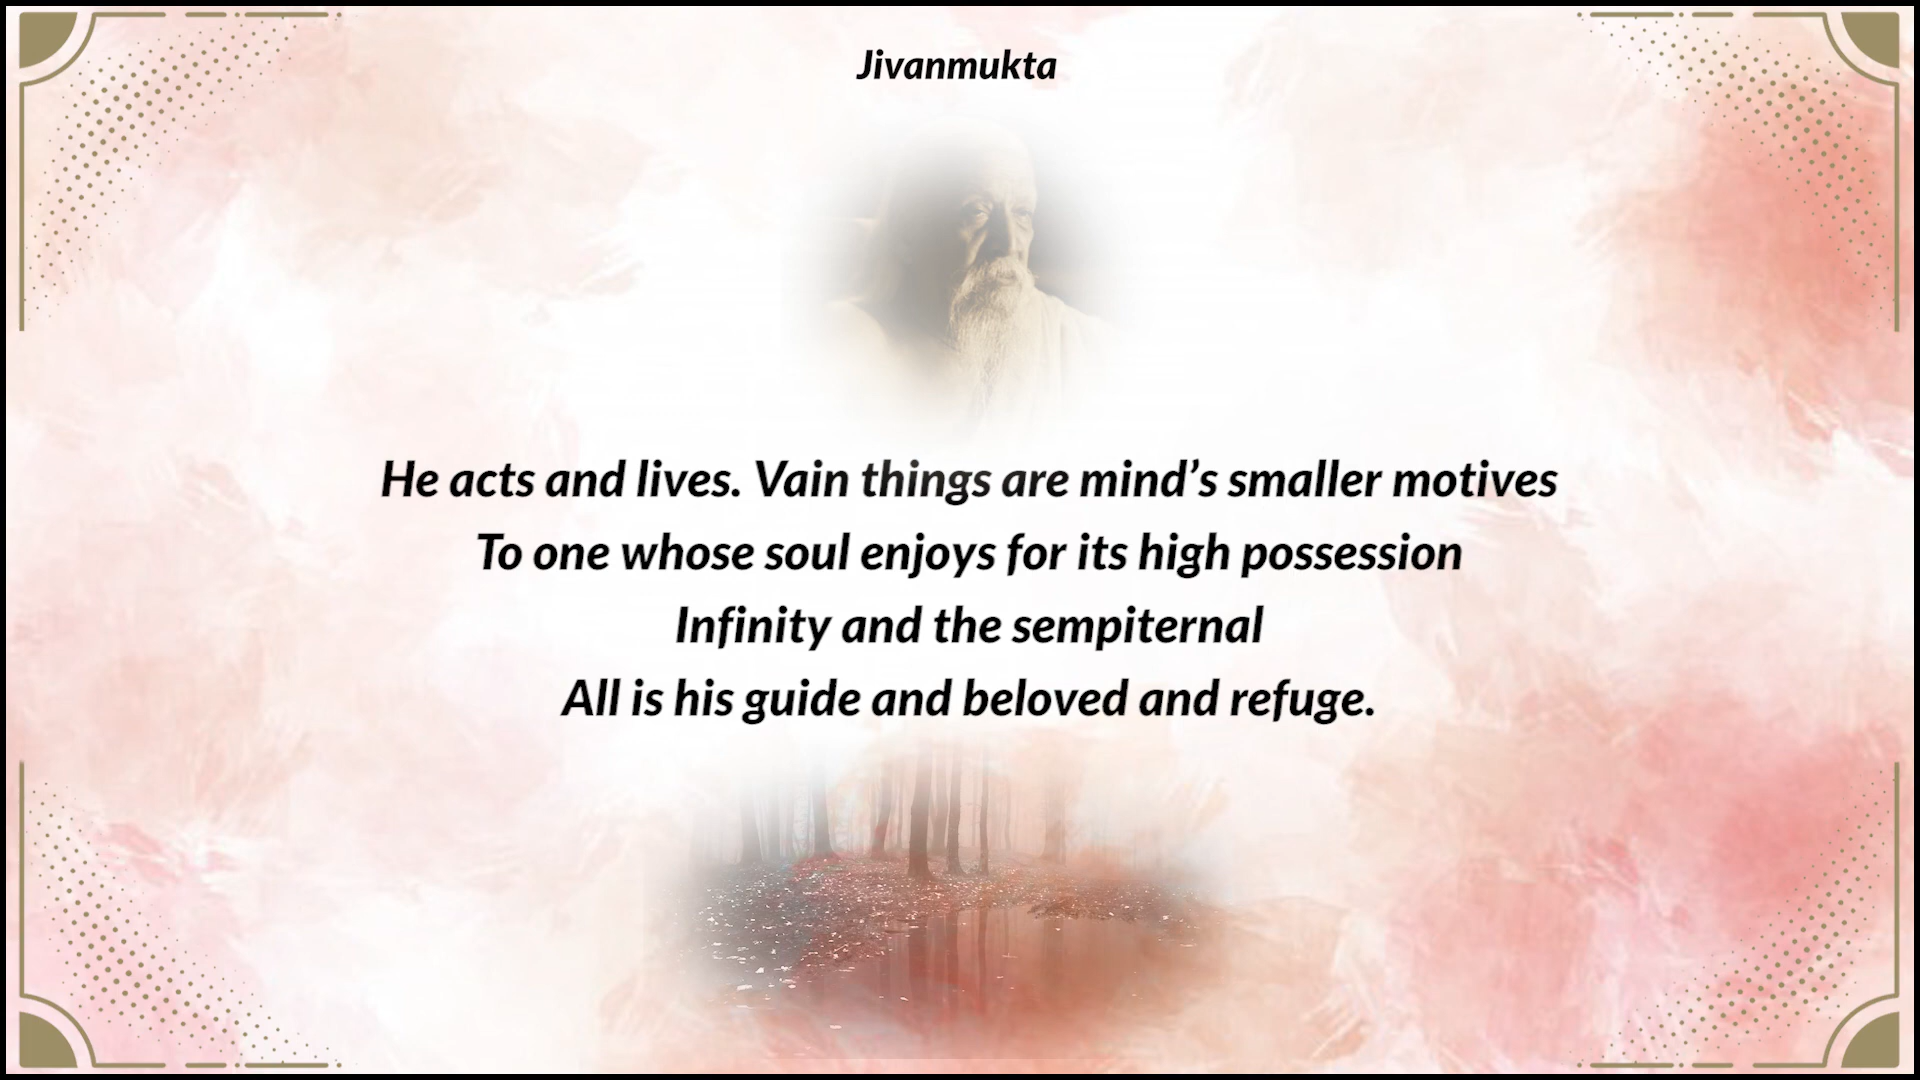 Jivanmukta
He acts and lives. Vain things are mind’s smaller motives
To one whose soul enjoys for its high possession
Infinity and the sempiternal
All is his guide and beloved and refuge.